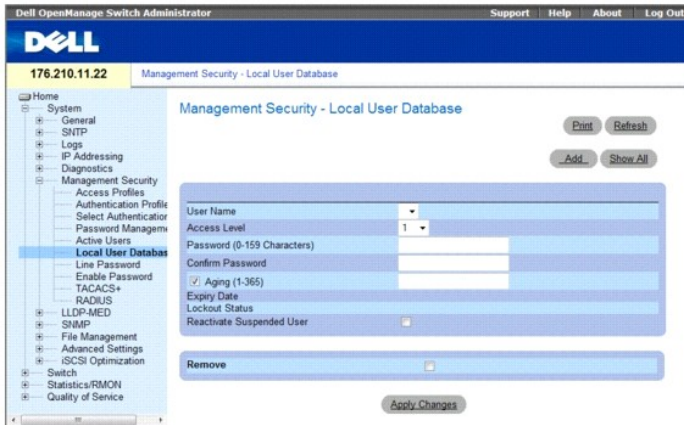 Dell OpenManage Switch Administrator
Support Help About Log Out
DELL
176.210.11.22
Management Security - Local User Database
Home
System
General
SNTP
Logs
IP Addressing
Diagnostics
Management Security
Access Profiles
Authentication Profile
Select Authentication
Password Manageme
Active Users
Local User Databas
Line Password
Enable Password
TACACS+
RADIUS
LLDP-MED
SNMP
File Management
Advanced Settings
iSCSI Optimization
Switch
Statistics/RMON
Quality of Service
Management Security - Local User Database
Print Refresh
Add Show All
User Name
Access Level 1
Password (0-159 Characters)
Confirm Password
Aging (1-365)
Expiry Date
Lockout Status
Reactivate Suspended User
Remove
Apply Changes